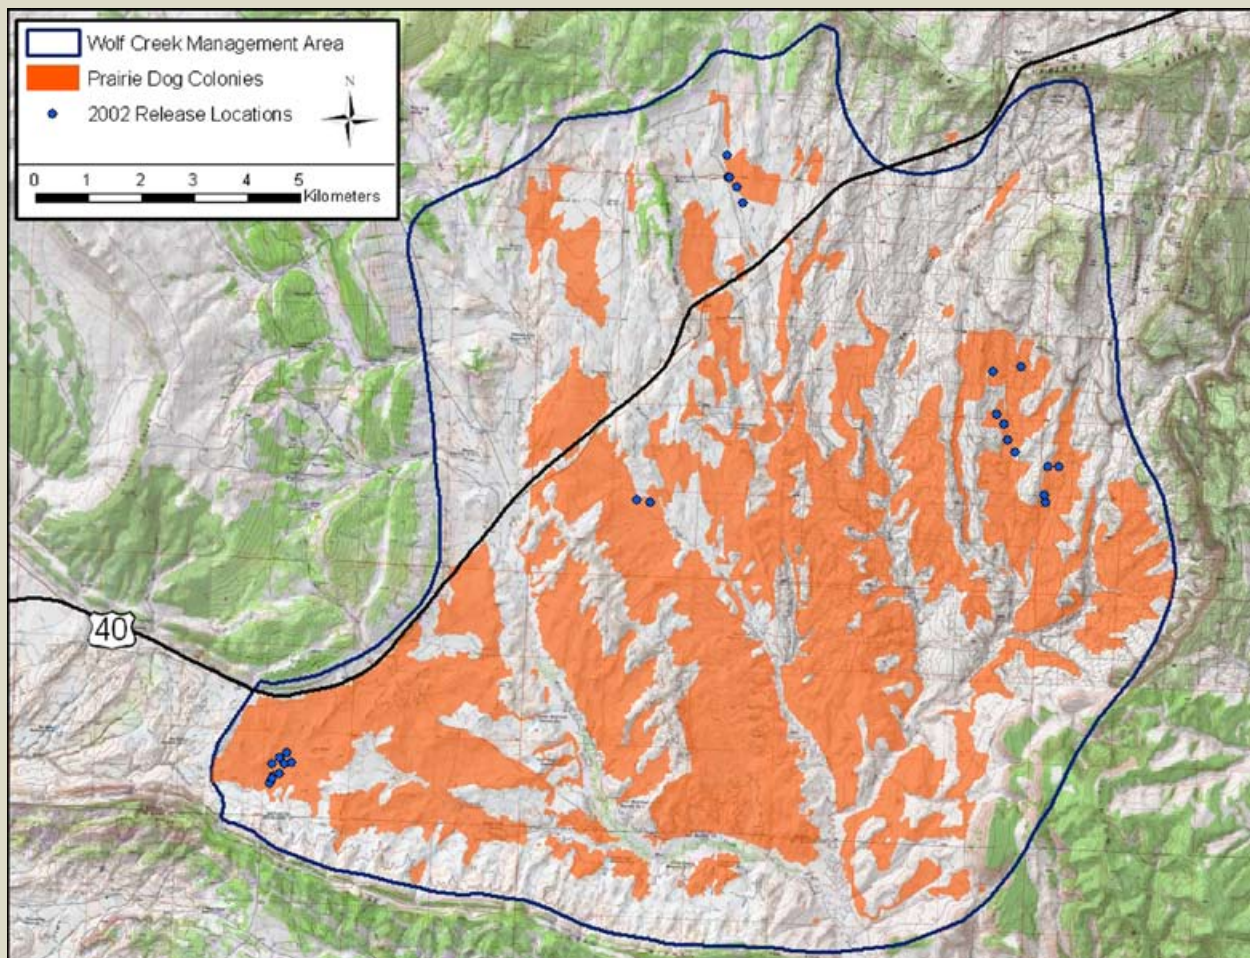 Wolf Creek Management Area
Prairie Dog Colonies
2002 Release Locations
N
0 1 2 3 4 5
Kilometers
40